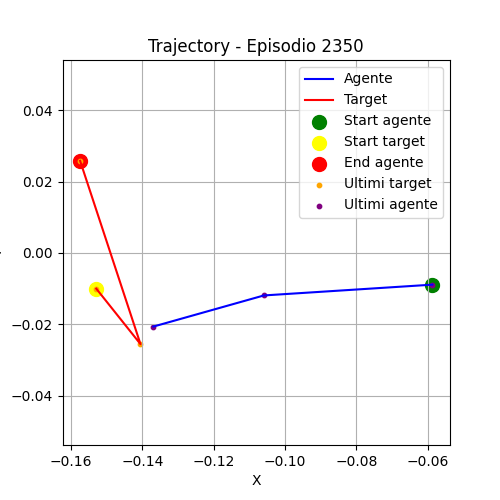 Trajectory - Episodio 2350
Agente
Target
Start agente
Start target
End agente
Ultimi target
Ultimi agente
0.04
0.02
0.00
−0.02
−0.04
−0.16
−0.14
−0.12
−0.10
−0.08
−0.06
X